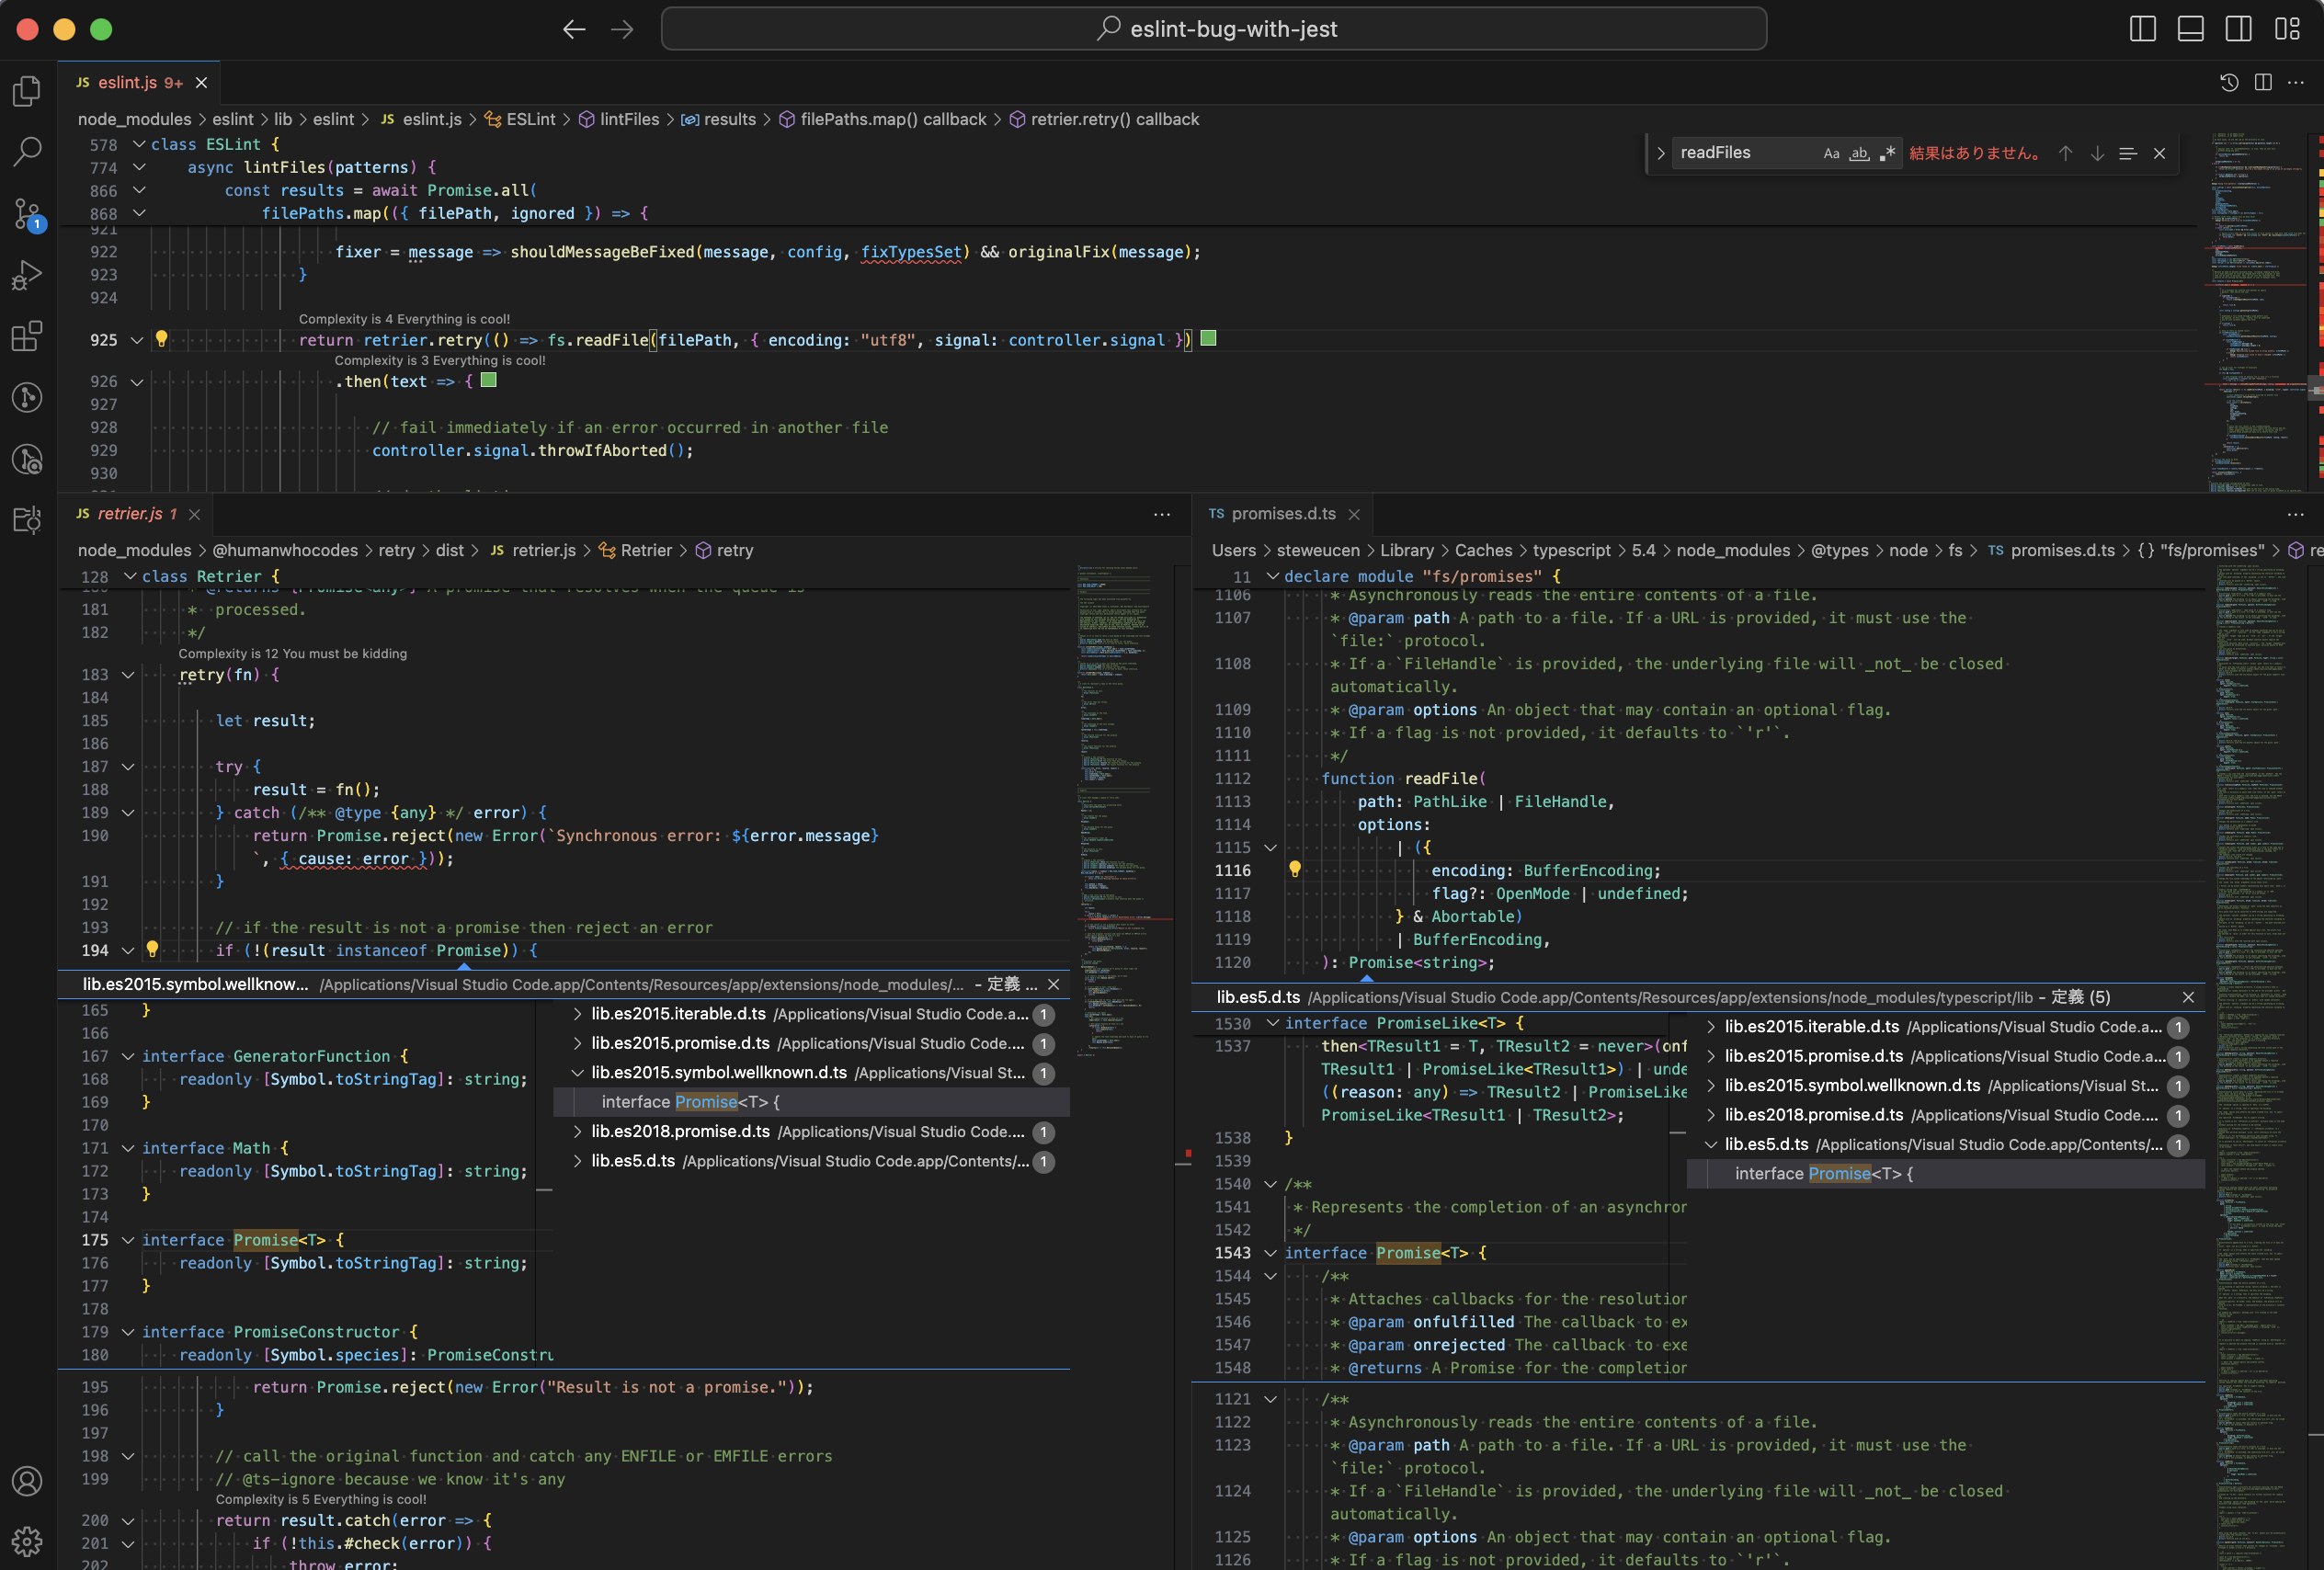 eslint-bug-with-jest
JS eslint.js 9+
node_modules > eslint > lib > eslint > JS eslint.js > ESLint > lintFiles > results > filePaths.map() callback > retrier.retry() callback
readFiles Aa ab .* 結果はありません。
578 class ESLint {
774 async lintFiles(patterns) {
866 const results = await Promise.all(
868 filePaths.map(({ filePath, ignored }) => {
921
922 fixer = message => shouldMessageBeFixed(message, config, fixTypesSet) && originalFix(message);
923 }
924
Complexity is 4 Everything is cool!
925 return retrier.retry(() => fs.readFile(filePath, { encoding: "utf8", signal: controller.signal })
Complexity is 3 Everything is cool!
926 .then(text => {
927
928 // fail immediately if an error occurred in another file
929 controller.signal.throwIfAborted();
930
JS retrier.js 1
node_modules > @humanwhocodes > retry > dist > JS retrier.js > Retrier > retry
128 class Retrier {
180 * @returns {Promise<any>} A promise that resolves when the queue is
181 * processed.
182 */
Complexity is 12 You must be kidding
183 retry(fn) {
184
185 let result;
186
187 try {
188 result = fn();
189 } catch (/** @type {any} */ error) {
190 return Promise.reject(new Error(`Synchronous error: ${error.message}
`, { cause: error }));
191 }
192
193 // if the result is not a promise then reject an error
194 if (!(result instanceof Promise)) {
lib.es2015.symbol.wellknow... /Applications/Visual Studio Code.app/Contents/Resources/app/extensions/node_modules/... - 定義 ...
165 }
166
167 interface GeneratorFunction {
168 readonly [Symbol.toStringTag]: string;
169 }
170
171 interface Math {
172 readonly [Symbol.toStringTag]: string;
173 }
174
175 interface Promise<T> {
176 readonly [Symbol.toStringTag]: string;
177 }
178
179 interface PromiseConstructor {
180 readonly [Symbol.species]: PromiseConstru
lib.es2015.iterable.d.ts /Applications/Visual Studio Code.a... 1
lib.es2015.promise.d.ts /Applications/Visual Studio Code.... 1
lib.es2015.symbol.wellknown.d.ts /Applications/Visual St... 1
interface Promise<T> {
lib.es2018.promise.d.ts /Applications/Visual Studio Code.... 1
lib.es5.d.ts /Applications/Visual Studio Code.app/Contents/... 1
195 return Promise.reject(new Error("Result is not a promise."));
196 }
197
198 // call the original function and catch any ENFILE or EMFILE errors
199 // @ts-ignore because we know it's any
Complexity is 5 Everything is cool!
200 return result.catch(error => {
201 if (!this.#check(error)) {
202 throw error;
TS promises.d.ts
Users > steweucen > Library > Caches > typescript > 5.4 > node_modules > @types > node > fs > TS promises.d.ts > {} "fs/promises" > re
11 declare module "fs/promises" {
1106 * Asynchronously reads the entire contents of a file.
1107 * @param path A path to a file. If a URL is provided, it must use the
`file:` protocol.
1108 * If a `FileHandle` is provided, the underlying file will _not_ be closed
automatically.
1109 * @param options An object that may contain an optional flag.
1110 * If a flag is not provided, it defaults to `'r'`.
1111 */
1112 function readFile(
1113 path: PathLike | FileHandle,
1114 options:
1115 | ({
1116 encoding: BufferEncoding;
1117 flag?: OpenMode | undefined;
1118 } & Abortable)
1119 | BufferEncoding,
1120 ): Promise<string>;
lib.es5.d.ts /Applications/Visual Studio Code.app/Contents/Resources/app/extensions/node_modules/typescript/lib - 定義 (5)
1530 interface PromiseLike<T> {
1537 then<TResult1 = T, TResult2 = never>(onf
TResult1 | PromiseLike<TResult1>) | unde
((reason: any) => TResult2 | PromiseLike
PromiseLike<TResult1 | TResult2>;
1538 }
1539
1540 /**
1541 * Represents the completion of an asynchron
1542 */
1543 interface Promise<T> {
1544 /**
1545 * Attaches callbacks for the resolution
1546 * @param onfulfilled The callback to ex
1547 * @param onrejected The callback to exe
1548 * @returns A Promise for the completion
lib.es2015.iterable.d.ts /Applications/Visual Studio Code.a... 1
lib.es2015.promise.d.ts /Applications/Visual Studio Code.a... 1
lib.es2015.symbol.wellknown.d.ts /Applications/Visual St... 1
lib.es2018.promise.d.ts /Applications/Visual Studio Code.... 1
lib.es5.d.ts /Applications/Visual Studio Code.app/Contents/... 1
interface Promise<T> {
1121 /**
1122 * Asynchronously reads the entire contents of a file.
1123 * @param path A path to a file. If a URL is provided, it must use the
`file:` protocol.
1124 * If a `FileHandle` is provided, the underlying file will _not_ be closed
automatically.
1125 * @param options An object that may contain an optional flag.
1126 * If a flag is not provided, it defaults to `'r'`.
1